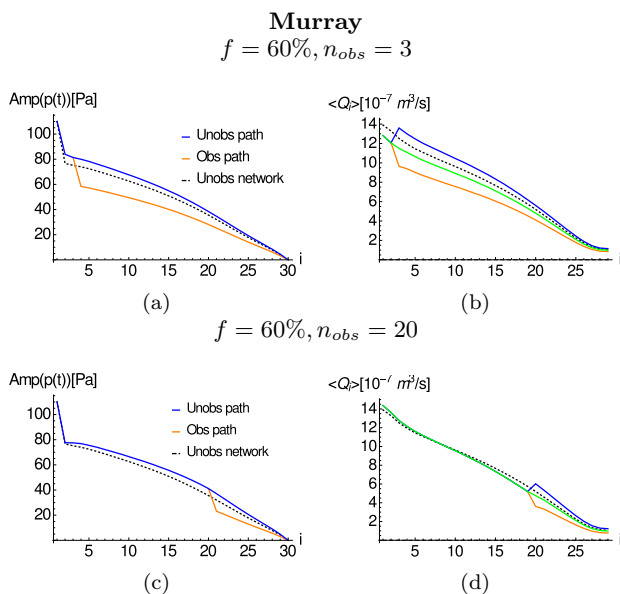 Murray
f = 60%, n_obs = 3
Amp(p(t))[Pa]
100
80
60
40
20
5 10 15 20 25 30
i
Unobs path
Obs path
Unobs network
(a)
<Q_i>[10^-7 m^3/s]
14
12
10
8
6
4
2
5 10 15 20 25
i
(b)
f = 60%, n_obs = 20
Amp(p(t))[Pa]
100
80
60
40
20
5 10 15 20 25 30
i
Unobs path
Obs path
Unobs network
(c)
<Q_i>[10^-7 m^3/s]
14
12
10
8
6
4
2
5 10 15 20 25
i
(d)